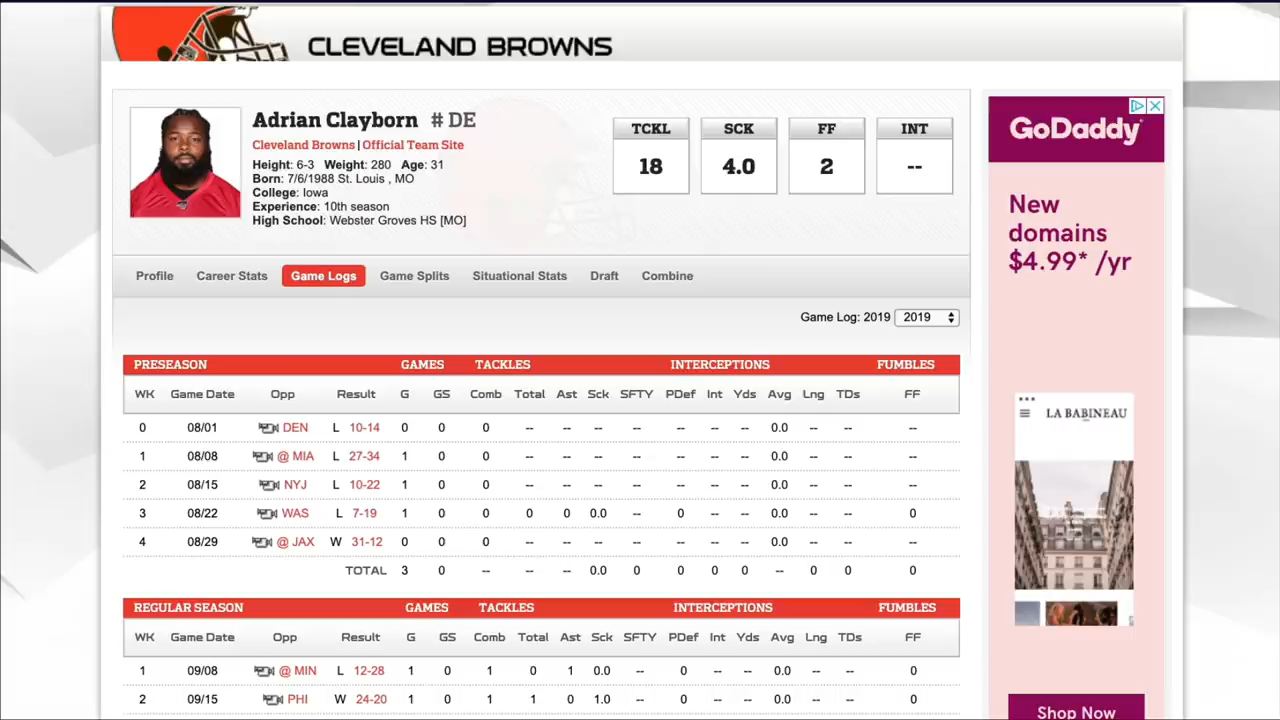 CLEVELAND BROWNS
Adrian Clayborn # DE
Cleveland Browns | Official Team Site
Height: 6-3 Weight: 280 Age: 31
Born: 7/6/1988 St. Louis , MO
College: Iowa
Experience: 10th season
High School: Webster Groves HS [MO]
TCKL SCK FF INT
18 4.0 2 --
Profile Career Stats Game Logs Game Splits Situational Stats Draft Combine
Game Log: 2019 2019
PRESEASON GAMES TACKLES INTERCEPTIONS FUMBLES
WK Game Date Opp Result G GS Comb Total Ast Sck SFTY PDef Int Yds Avg Lng TDs FF
0 08/01 DEN L 10-14 0 0 0 -- -- -- -- -- -- -- 0.0 -- -- --
1 08/08 @ MIA L 27-34 1 0 0 -- -- -- -- -- -- -- 0.0 -- -- --
2 08/15 NYJ L 10-22 1 0 0 -- -- -- -- -- -- -- 0.0 -- -- --
3 08/22 WAS L 7-19 1 0 0 0 0 0.0 -- 0 -- -- 0.0 -- -- 0
4 08/29 @ JAX W 31-12 0 0 0 -- -- -- -- -- -- -- 0.0 -- -- --
TOTAL 3 0 -- -- -- 0.0 0 0 0 0 -- 0 0 0
REGULAR SEASON GAMES TACKLES INTERCEPTIONS FUMBLES
WK Game Date Opp Result G GS Comb Total Ast Sck SFTY PDef Int Yds Avg Lng TDs FF
1 09/08 @ MIN L 12-28 1 0 1 0 1 0.0 -- 0 -- -- 0.0 -- -- 0
2 09/15 PHI W 24-20 1 0 1 1 0 1.0 -- 0 -- -- 0.0 -- -- 0
GoDaddy
New
domains
$4.99* /yr
LA BABINEAU
Shop Now